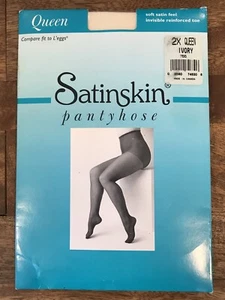 Queen
Compare fit to L'eggs®
soft satin feel
invisible reinforced toe
2X QUEEN
IVORY
Satinskin®
pantyhose